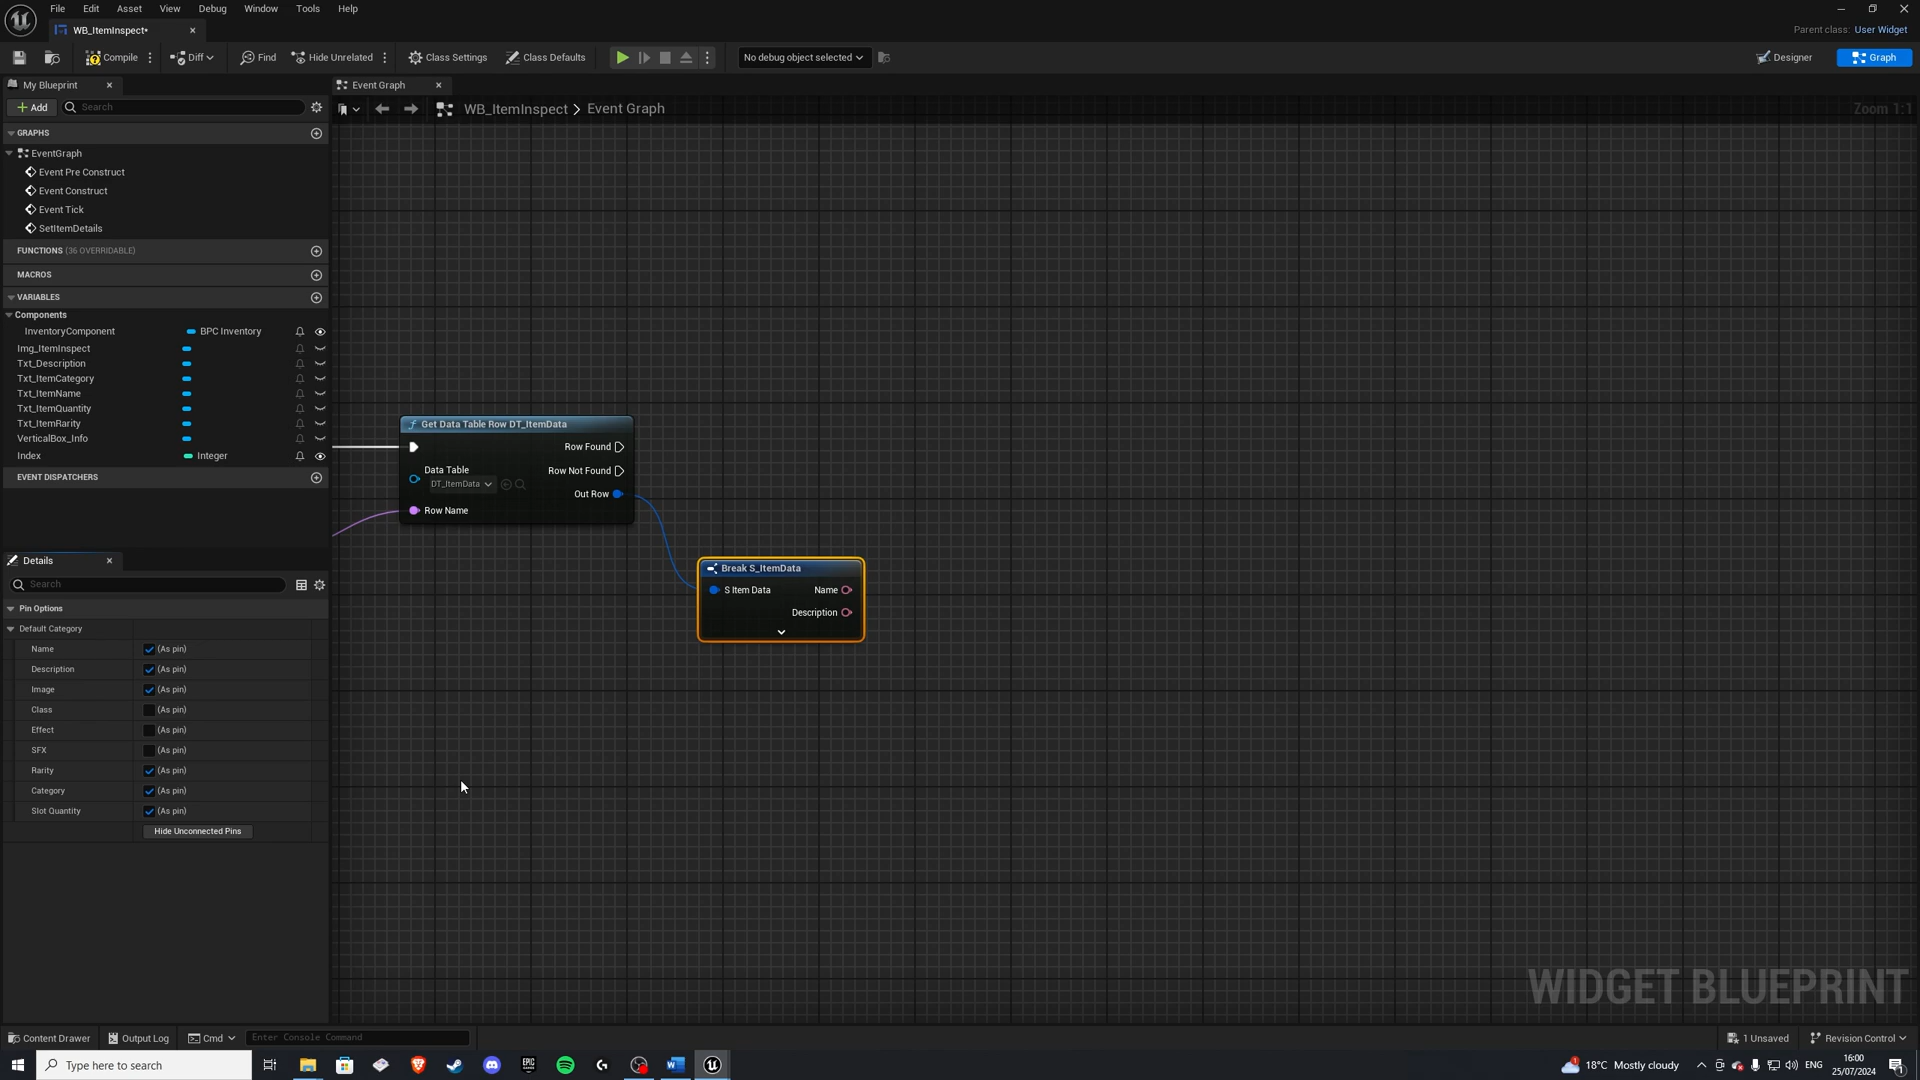 File Edit Asset View Debug Window Tools Help
WB_ItemInspect•
Parent class: User Widget
Compile Diff Find Hide Unrelated Class Settings Class Defaults No debug object selected Designer Graph
My Blueprint Event Graph
Add Search WB_ItemInspect > Event Graph Zoom 1:1
GRAPHS
EventGraph
Event Pre Construct
Event Construct
Event Tick
SetItemDetails
FUNCTIONS (36 OVERRIDABLE)
MACROS
VARIABLES
Components
InventoryComponent BPC Inventory
Img_ItemInspect
Txt_Description
Txt_ItemCategory
Txt_ItemName
Txt_ItemQuantity
Txt_ItemRarity
VerticalBox_Info
Index Integer
EVENT DISPATCHERS
Get Data Table Row DT_ItemData
Row Found
Data Table Row Not Found
DT_ItemData
Out Row
Row Name
Break S_ItemData
S Item Data Name
Description
Details
Search
Pin Options
Default Category
Name (As pin)
Description (As pin)
Image (As pin)
Class (As pin)
Effect (As pin)
SFX (As pin)
Rarity (As pin)
Category (As pin)
Slot Quantity (As pin)
Hide Unconnected Pins
WIDGET BLUEPRINT
Content Drawer Output Log Cmd Enter Console Command 1 Unsaved Revision Control
Type here to search EPIC GAMES W 1 18°C Mostly cloudy ENG 16:00
25/07/2024